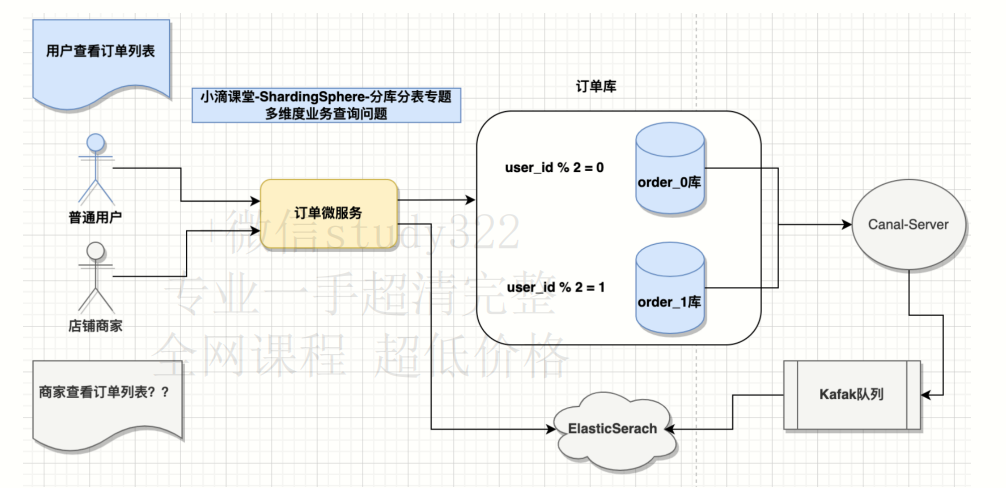 用户查看订单列表
小滴课堂-ShardingSphere-分库分表专题
多维度业务查询问题
订单库
user_id % 2 = 0
order_0库
普通用户
订单微服务
Canal-Server
+微信study322
专业一手超清完整
全网课程 超低价格
user_id % 2 = 1
order_1库
店铺商家
商家查看订单列表？？
Kafak队列
ElasticSerach